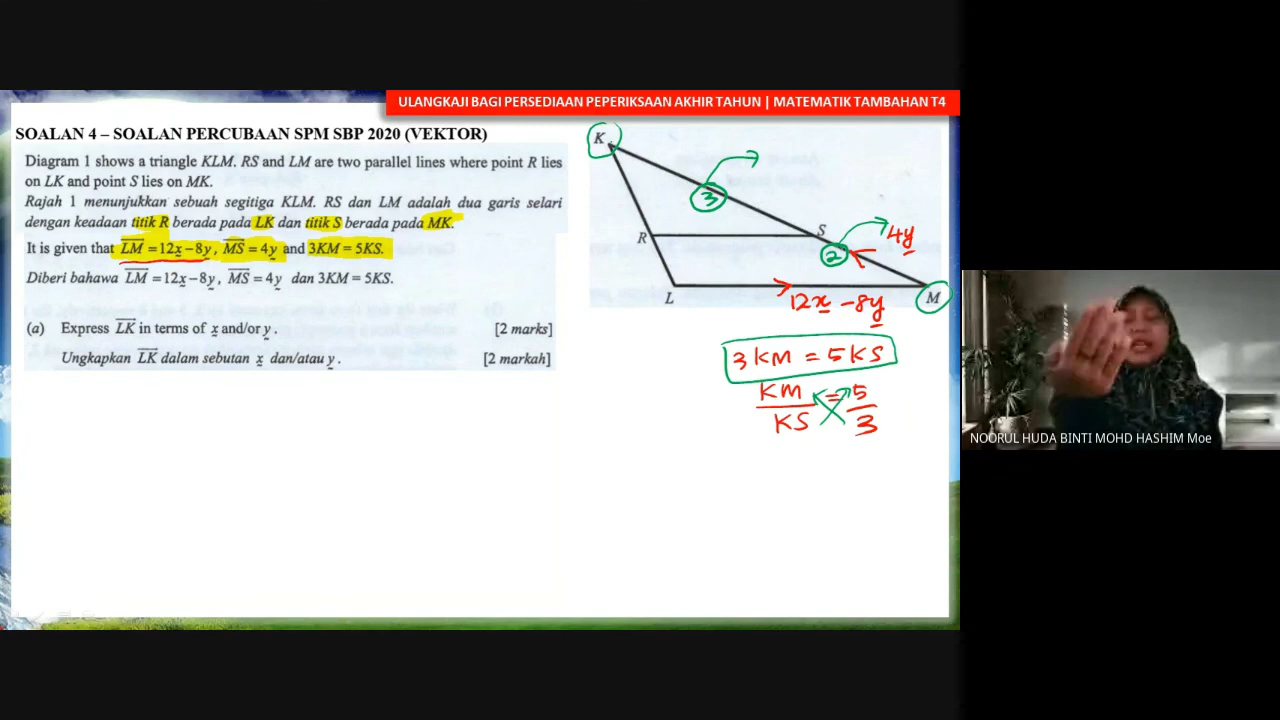 ULANGKAJI BAGI PERSEDIAAN PEPERIKSAAN AKHIR TAHUN | MATEMATIK TAMBAHAN T4
SOALAN 4 – SOALAN PERCUBAAN SPM SBP 2020 (VEKTOR)
Diagram 1 shows a triangle KLM. RS and LM are two parallel lines where point R lies
on LK and point S lies on MK.
Rajah 1 menunjukkan sebuah segitiga KLM. RS dan LM adalah dua garis selari
dengan keadaan titik R berada pada LK dan titik S berada pada MK.
It is given that LM = 12x – 8y, MS = 4y and 3KM = 5KS.
Diberi bahawa LM = 12x – 8y, MS = 4y dan 3KM = 5KS.
(a) Express LK in terms of x and/or y. [2 marks]
Ungkapkan LK dalam sebutan x dan/atau y. [2 markah]
K
3
R
S
2
4y
L
M
12x – 8y
3KM = 5KS
KM = 5
KS 3
NOORUL HUDA BINTI MOHD HASHIM Moe